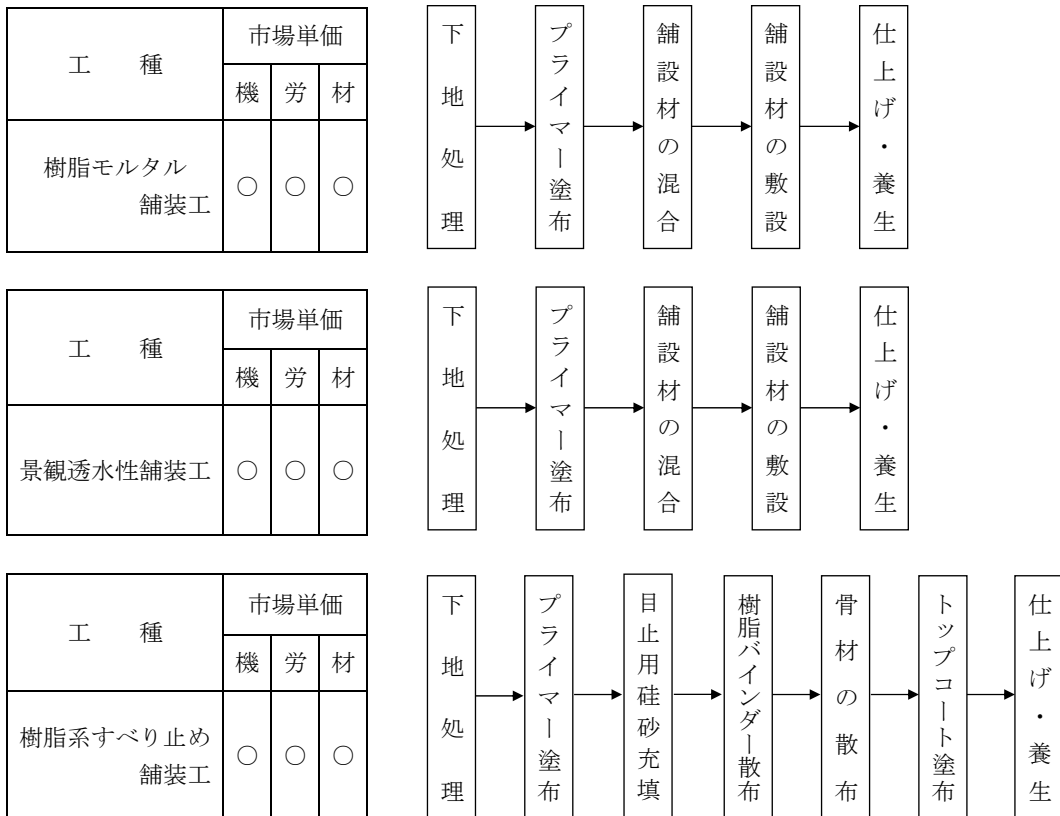 工 種
市場単価
機 労 材
樹脂モルタル
舗装工
○ ○ ○
下地処理
プライマー塗布
舗設材の混合
舗設材の敷設
仕上げ・養生
工 種
市場単価
機 労 材
景観透水性舗装工
○ ○ ○
下地処理
プライマー塗布
舗設材の混合
舗設材の敷設
仕上げ・養生
工 種
市場単価
機 労 材
樹脂系すべり止め
舗装工
○ ○ ○
下地処理
プライマー塗布
目止用硅砂充填
樹脂バインダー散布
骨材の散布
トップコート塗布
仕上げ・養生